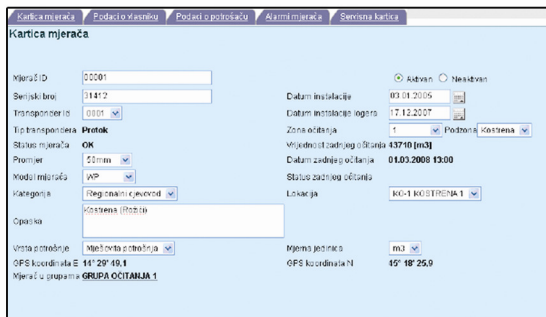 Kartica mjerača Podaci o vlasniku Podaci o potrošaču Alarmi mjerača Servisna kartica
Kartica mjerača
Mjerač ID 00001 Aktivan Neaktivan
Serijski broj 31412 Datum instalacije 03.01.2005
Transponder Id 0001 Datum instalacije logera 17.12.2007
Tip transpondera Protok Zona očitanja 1 Podzona Kostrena
Status mjerača OK Vrijednost zadnjeg očitanja 43710 [m3]
Promjer 50mm Datum zadnjeg očitanja 01.03.2008 13:00
Model mjerača WP Status zadnjeg očitanja
Kategorija Regionalni cjevovod Lokacija KO-1 KOSTRENA 1
Opaska Kostrena (Rožići)
Vrsta potrošnje Mješovita potrošnja Mjerna jedinica m3
GPS koordinata E 14° 29' 49,1 GPS koordinata N 45° 18' 25,9
Mjerač u grupama GRUPA OČITANJA 1